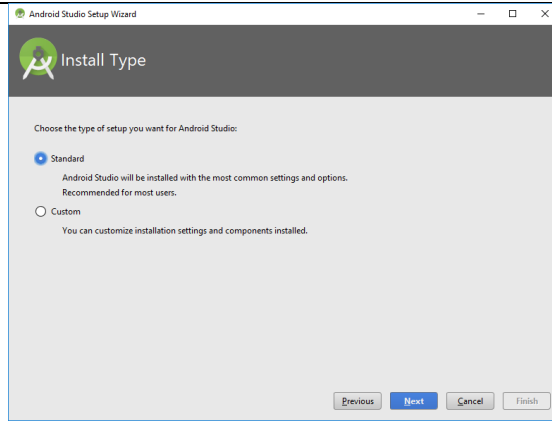 Android Studio Setup Wizard
Install Type
Choose the type of setup you want for Android Studio:
Standard
Android Studio will be installed with the most common settings and options.
Recommended for most users.
Custom
You can customize installation settings and components installed.
Previous Next Cancel Finish